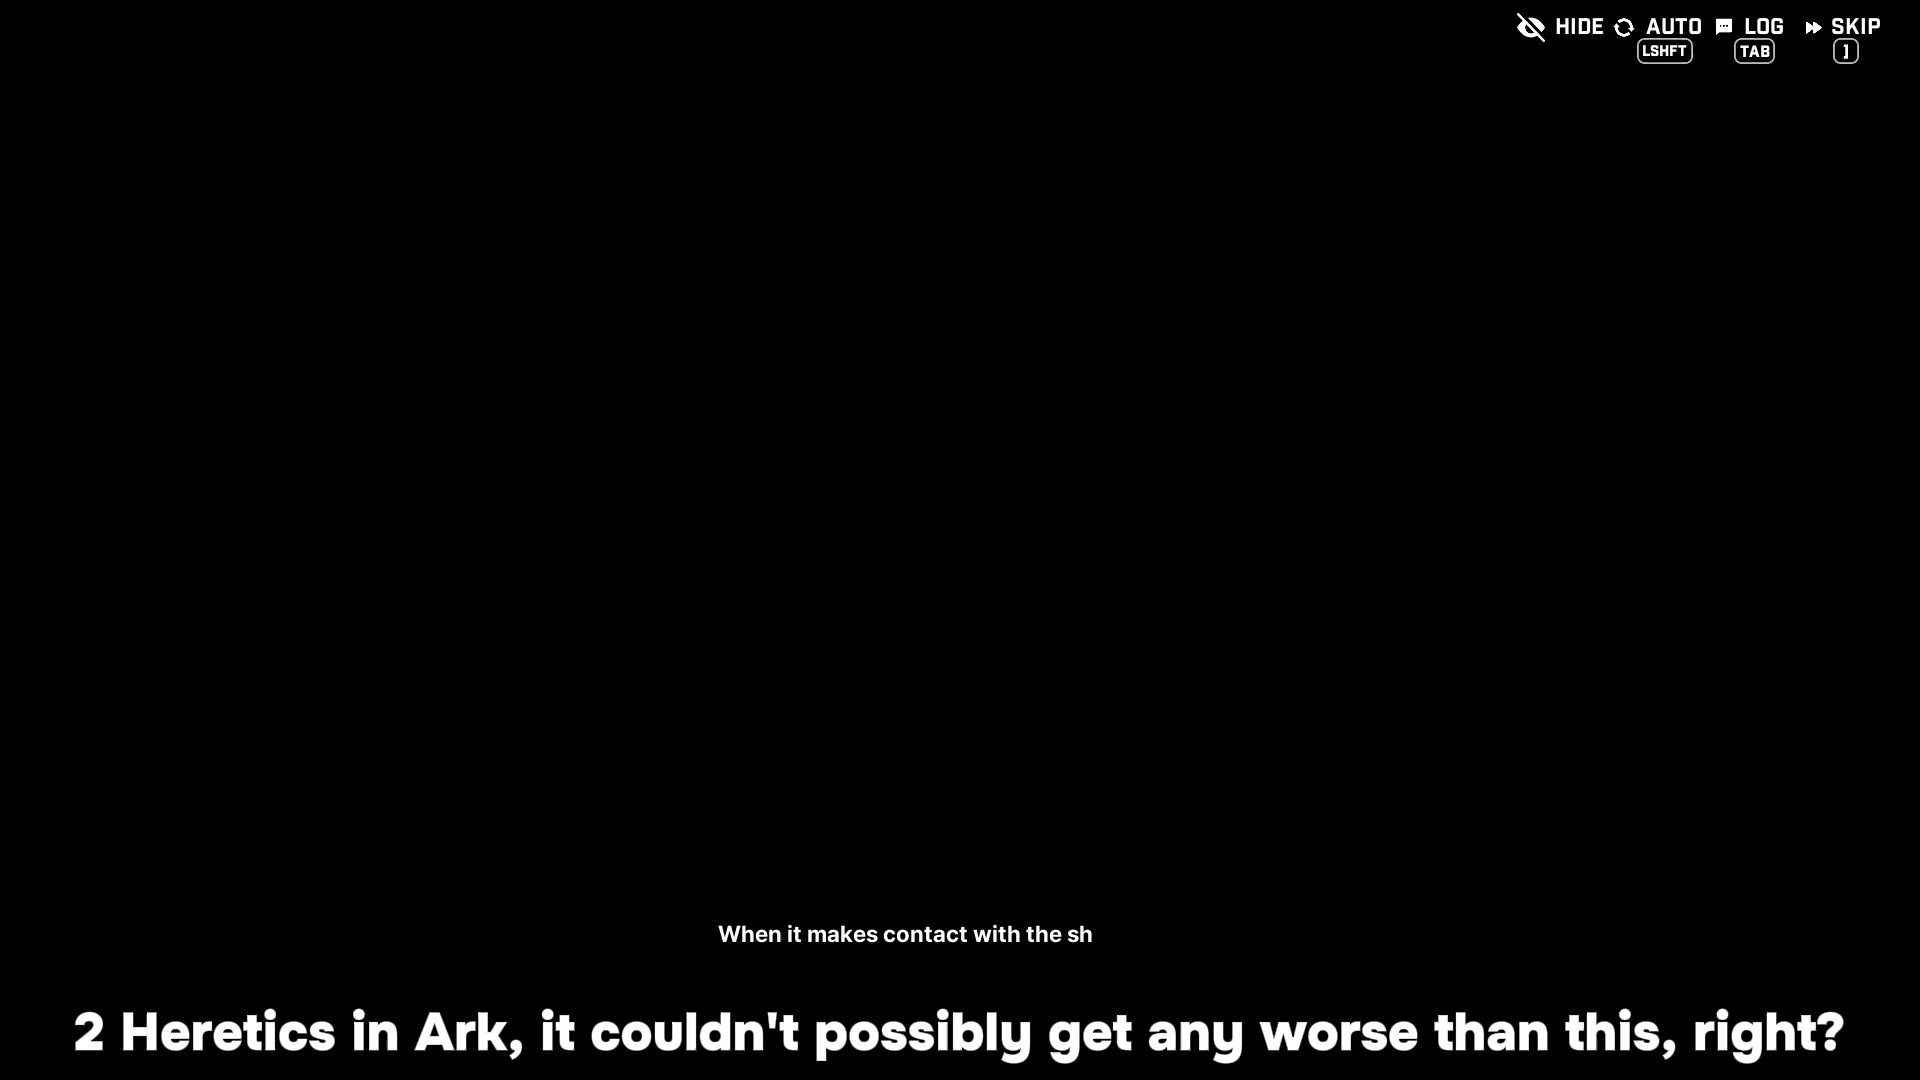 HIDE AUTO LOG SKIP
LSHFT TAB ]
When it makes contact with the sh
2 Heretics in Ark, it couldn't possibly get any worse than this, right?